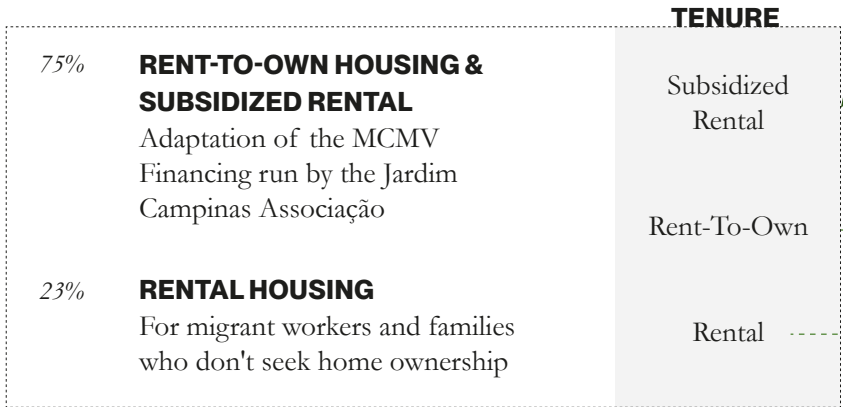 TENURE
75%
RENT-TO-OWN HOUSING &
SUBSIDIZED RENTAL
Adaptation of the MCMV
Financing run by the Jardim
Campinas Associação
Subsidized
Rental
Rent-To-Own
23%
RENTAL HOUSING
For migrant workers and families
who don't seek home ownership
Rental